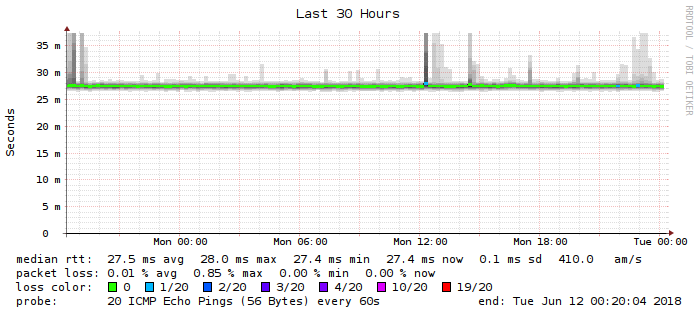 Last 30 Hours
RRDTOOL / TOBI OETIKER
Seconds
35 m
30 m
25 m
20 m
15 m
10 m
5 m
0
Mon 00:00 Mon 06:00 Mon 12:00 Mon 18:00 Tue 00:00
median rtt: 27.5 ms avg 28.0 ms max 27.4 ms min 27.4 ms now 0.1 ms sd 410.0 am/s
packet loss: 0.01 % avg 0.85 % max 0.00 % min 0.00 % now
loss color: 0 1/20 2/20 3/20 4/20 10/20 19/20
probe: 20 ICMP Echo Pings (56 Bytes) every 60s end: Tue Jun 12 00:20:04 2018